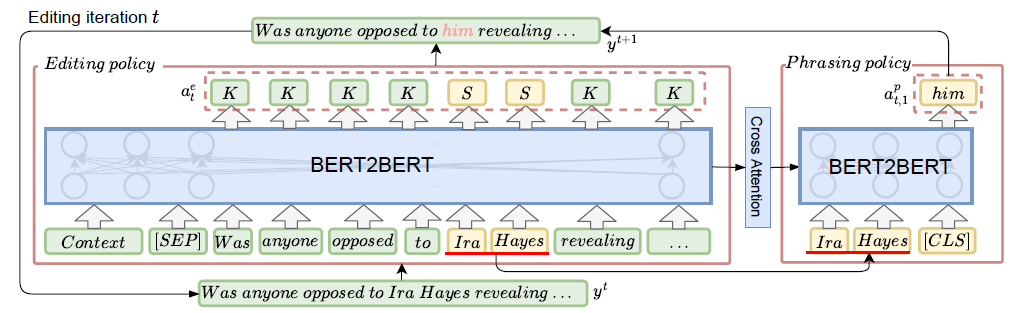 Editing iteration t
Was anyone opposed to him revealing ...
y^{t+1}
Editing policy
Phrasing policy
a_t^e
K K K K S S K K
a_{t,1}^p
him
BERT2BERT
Cross Attention
BERT2BERT
...
...
Context [SEP] Was anyone opposed to Ira Hayes revealing ...
Ira Hayes [CLS]
Was anyone opposed to Ira Hayes revealing ...
y^t